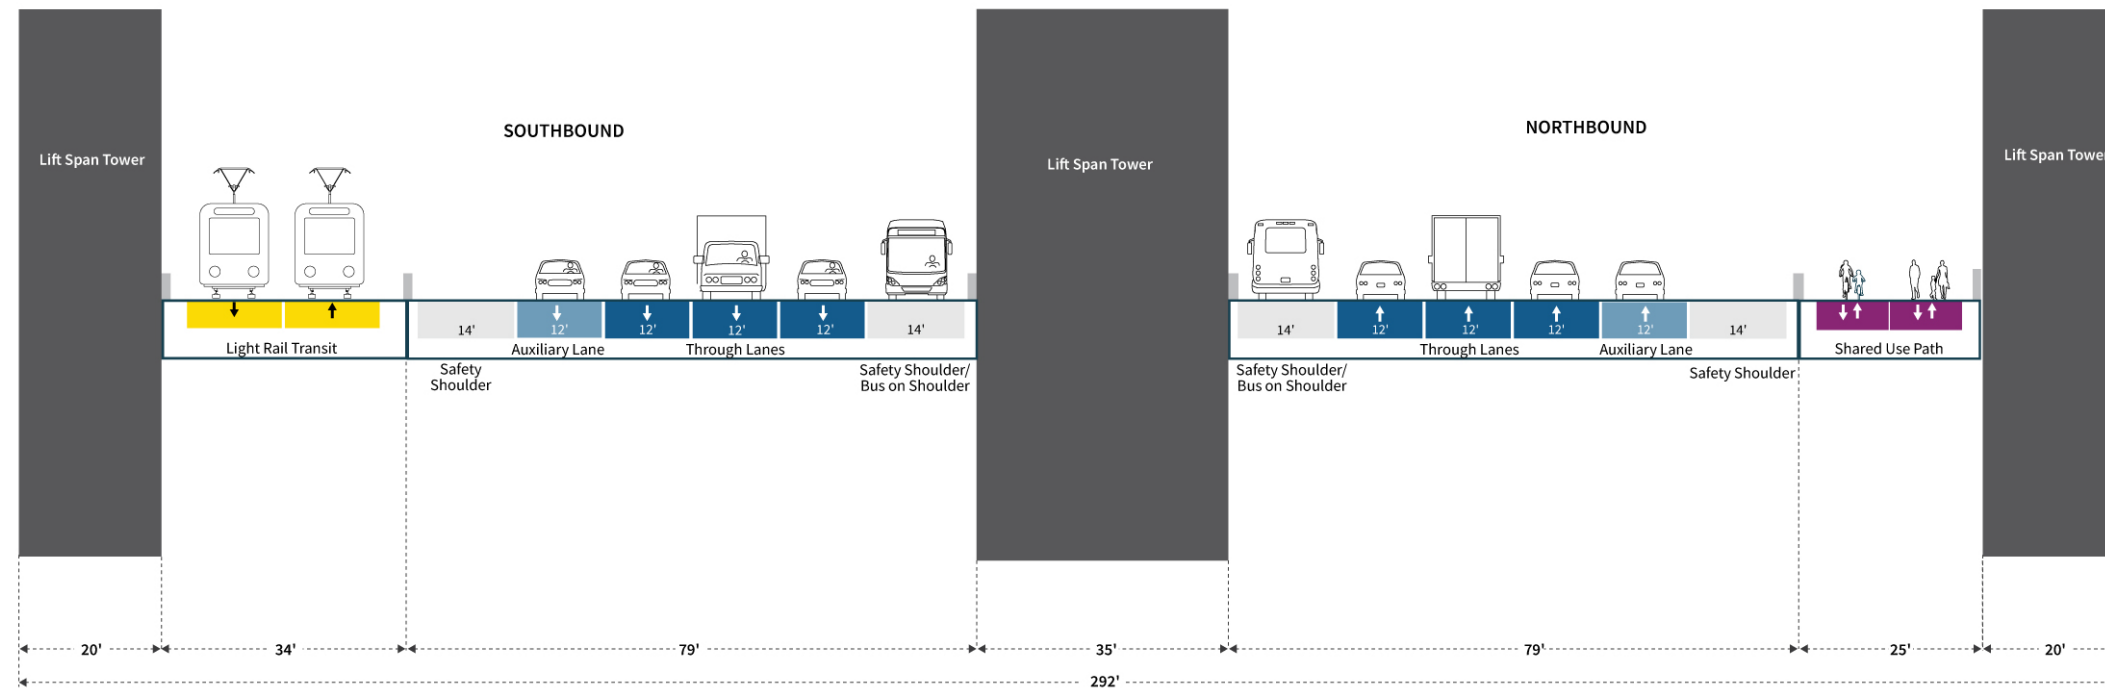 SOUTHBOUND
NORTHBOUND
Lift Span Tower
Lift Span Tower
Lift Span Tower
14'
12'
12'
12'
12'
14'
14'
12'
12'
12'
12'
14'
Light Rail Transit
Auxiliary Lane
Through Lanes
Through Lanes
Auxiliary Lane
Shared Use Path
Safety
Shoulder
Safety Shoulder/
Bus on Shoulder
Safety Shoulder/
Bus on Shoulder
Safety Shoulder
20'
34'
79'
35'
79'
25'
20'
292'